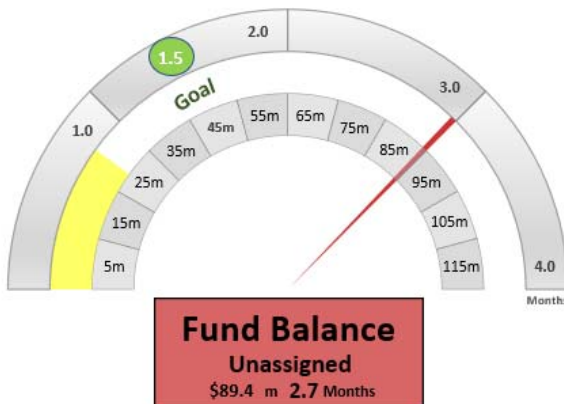 1.0
1.5
2.0
3.0
4.0
Months
Goal
5m
15m
25m
35m
45m
55m
65m
75m
85m
95m
105m
115m
Fund Balance
Unassigned
$89.4 m 2.7 Months